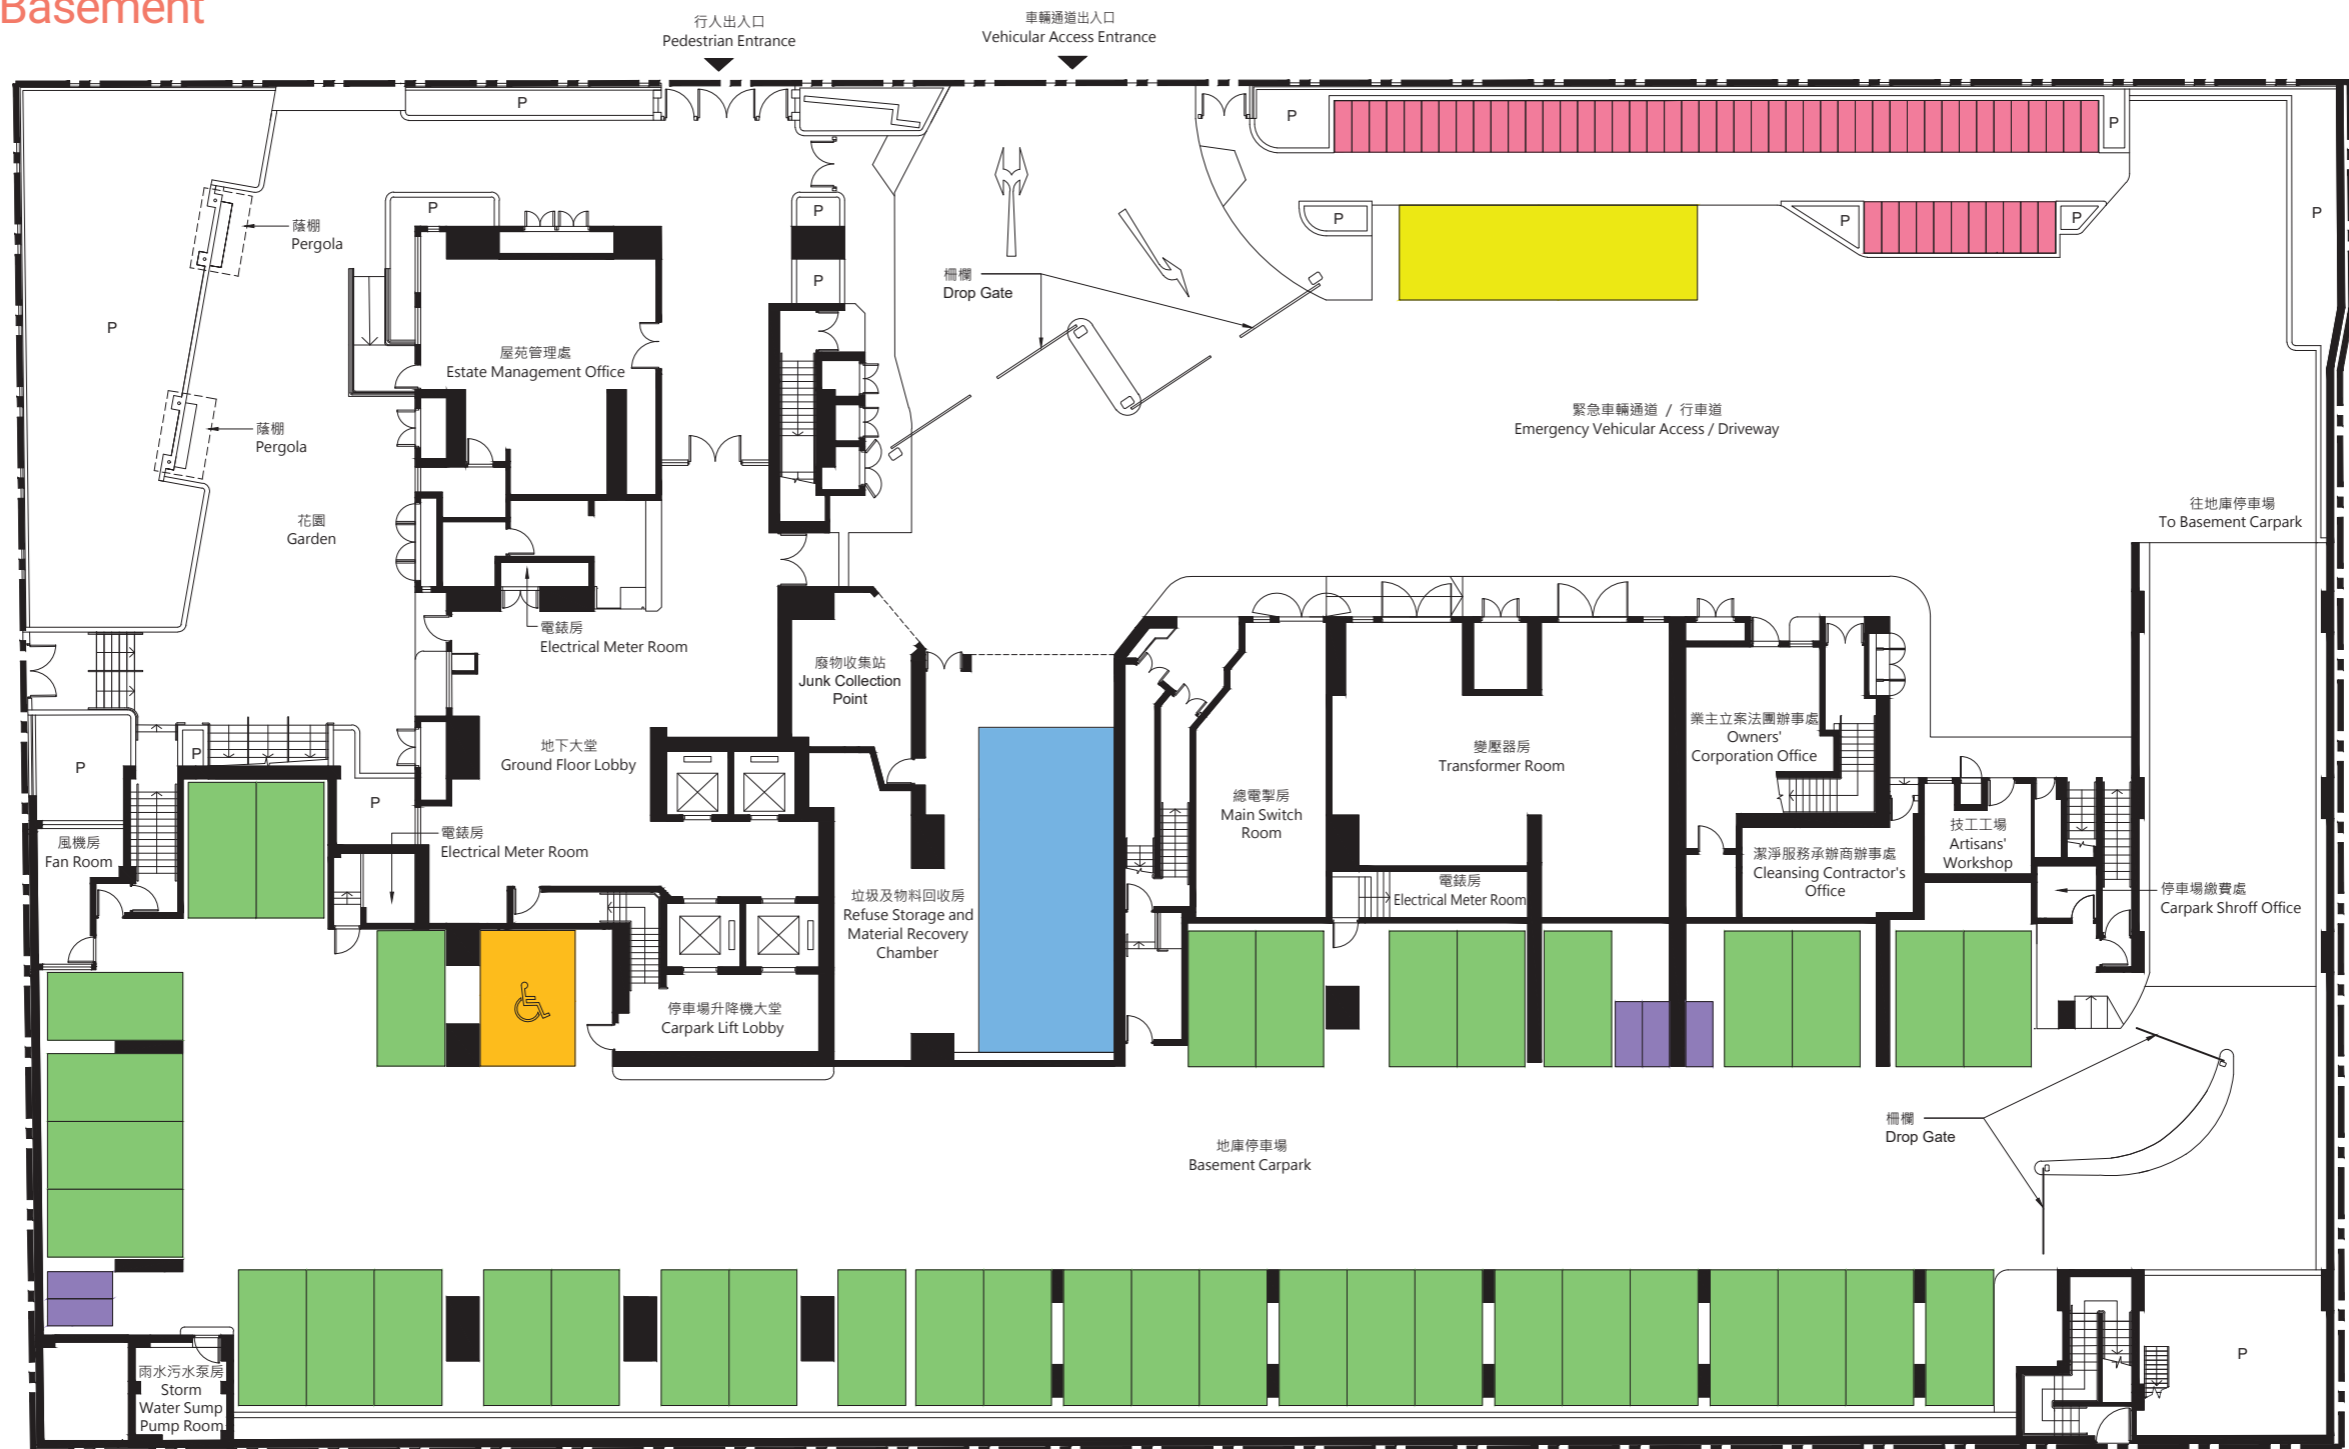 Basement
行人出入口
Pedestrian Entrance
車輛通道出入口
Vehicular Access Entrance
P
P
P
P
P
P
P
P
P
P
蔭棚
Pergola
柵欄
Drop Gate
P
P
屋苑管理處
Estate Management Office
緊急車輛通道 / 行車道
Emergency Vehicular Access / Driveway
蔭棚
Pergola
往地庫停車場
To Basement Carpark
花園
Garden
電錶房
Electrical Meter Room
廢物收集站
Junk Collection
Point
業主立案法團辦事處
Owners'
Corporation Office
地下大堂
Ground Floor Lobby
變壓器房
Transformer Room
P
P
P
總電掣房
Main Switch
Room
電錶房
Electrical Meter Room
風機房
Fan Room
技工工場
Artisans'
Workshop
潔淨服務承辦商辦事處
Cleansing Contractor's
Office
電錶房
Electrical Meter Room
垃圾及物料回收房
Refuse Storage and
Material Recovery
Chamber
停車場繳費處
Carpark Shroff Office
停車場升降機大堂
Carpark Lift Lobby
柵欄
Drop Gate
地庫停車場
Basement Carpark
P
雨水污水泵房
Storm
Water Sump
Pump Room